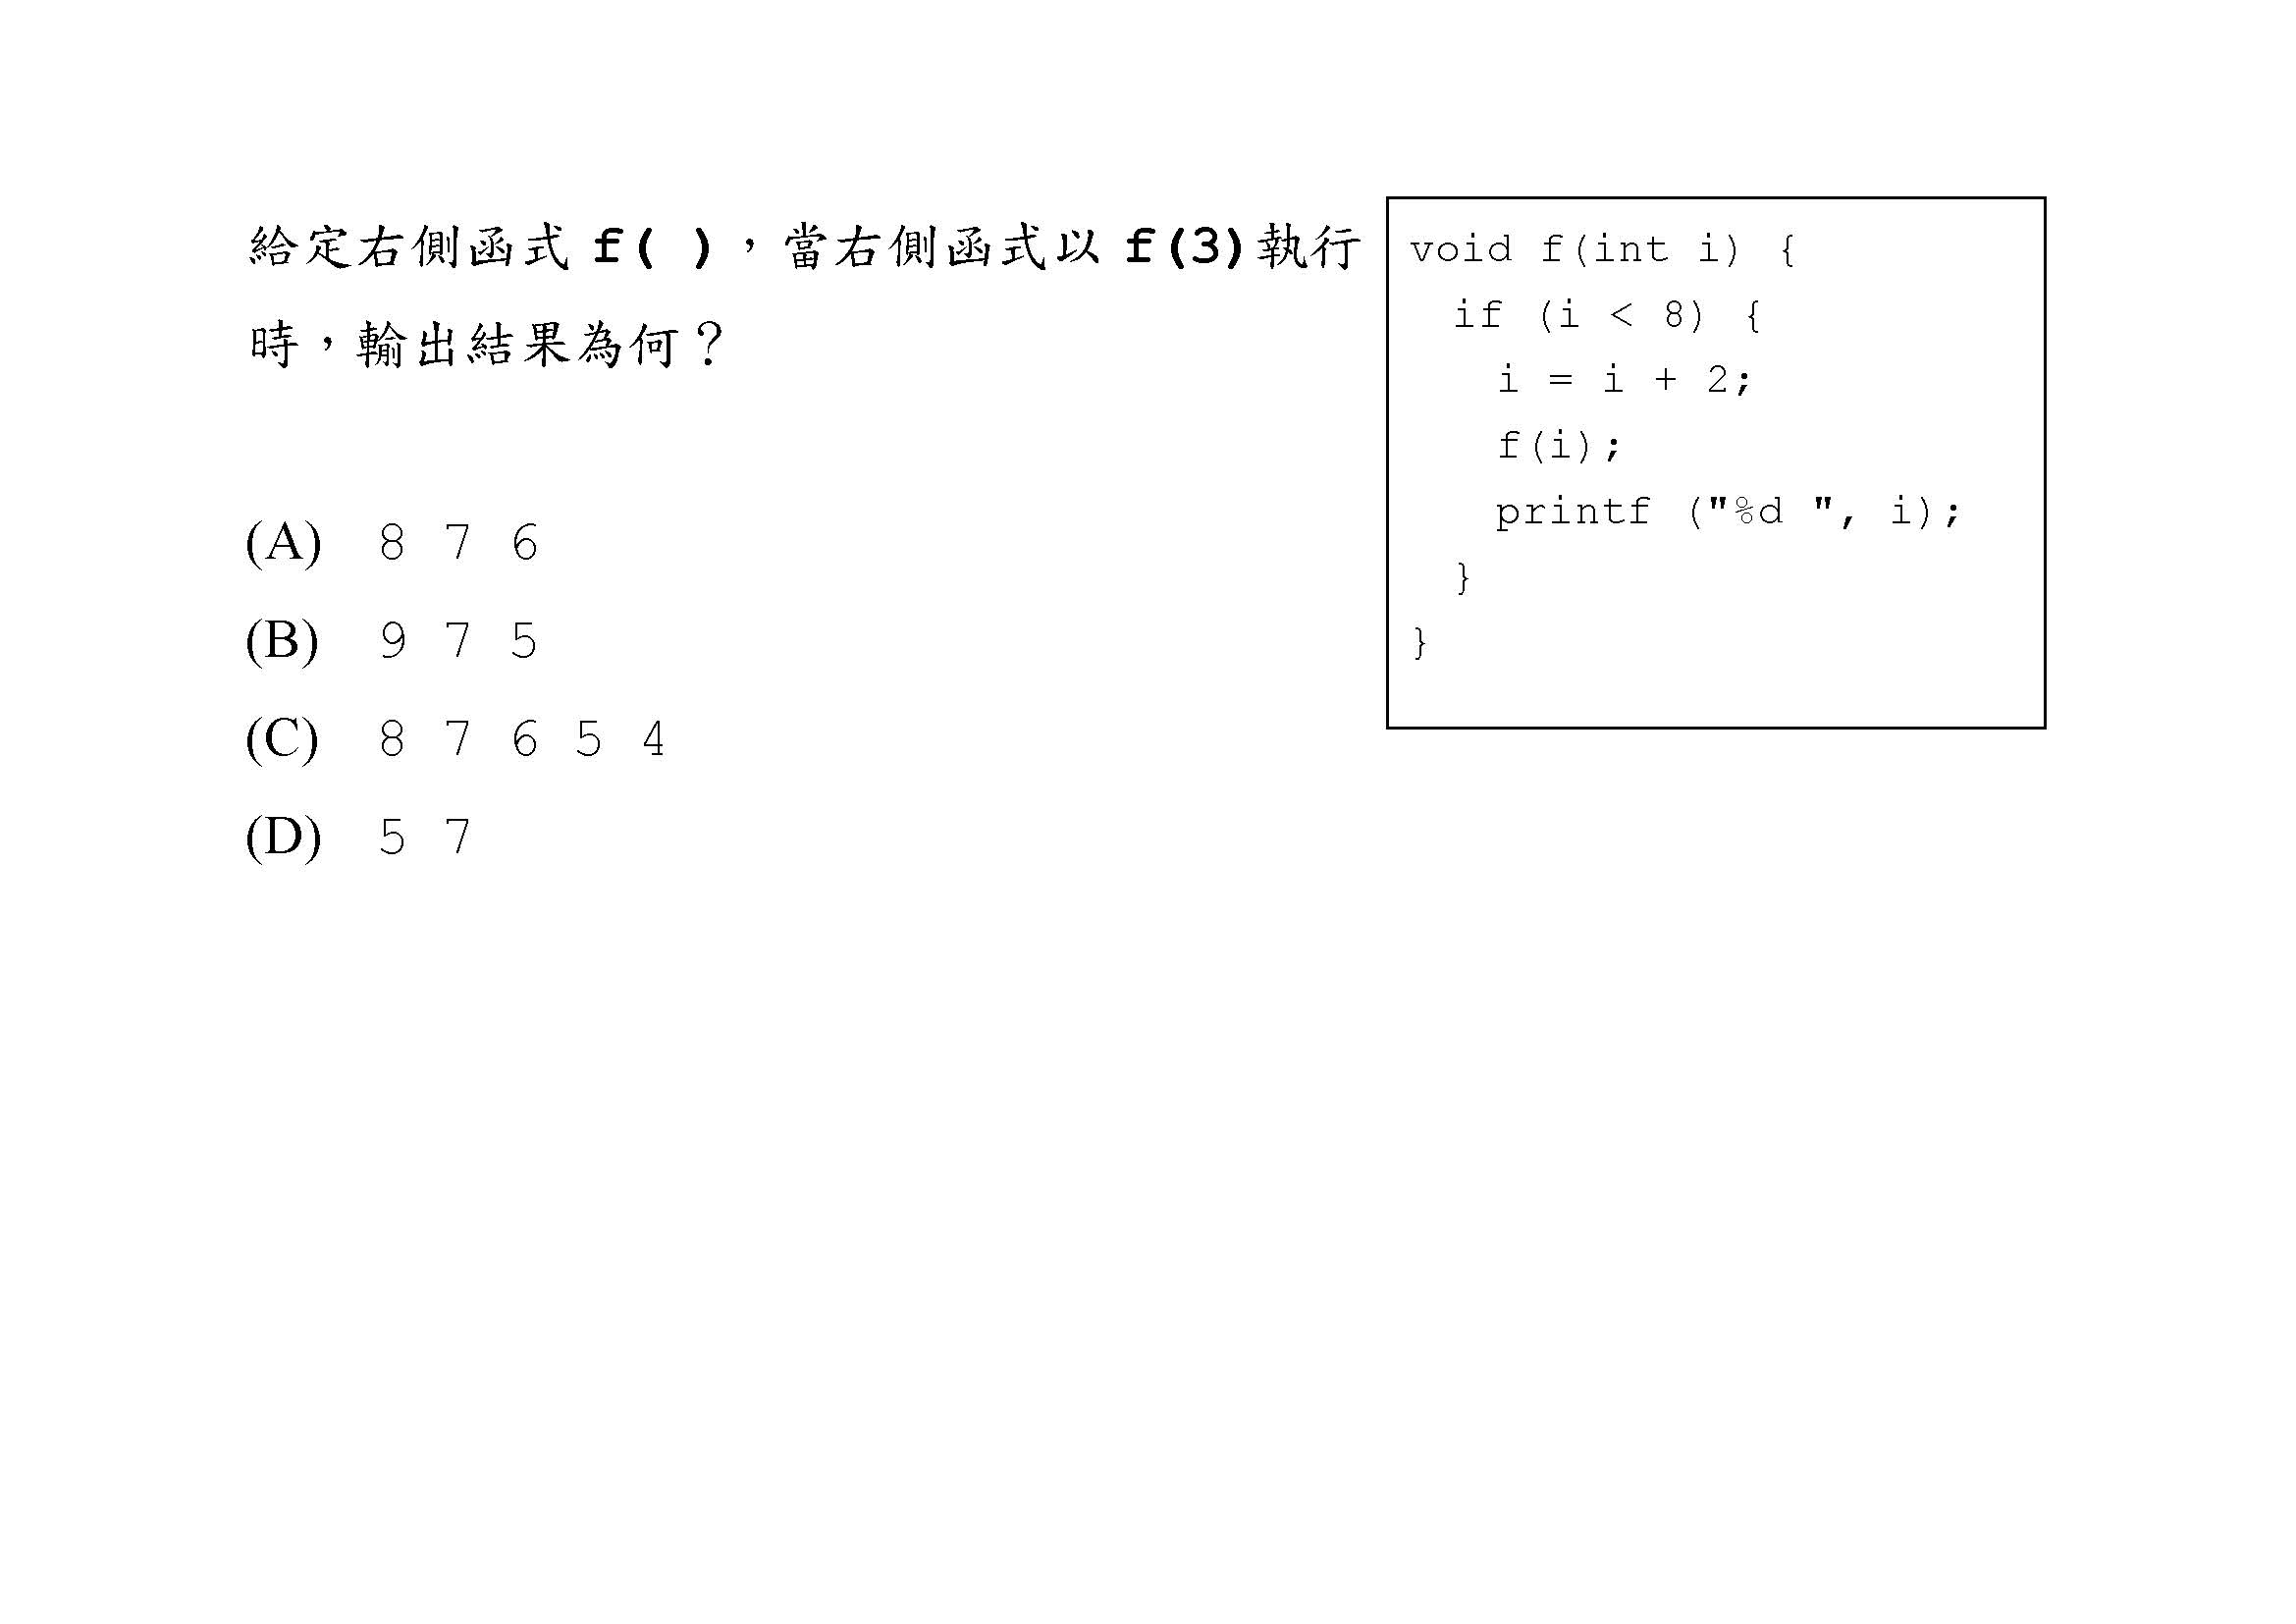 給定右側函式 f( )，當右側函式以 f(3)執行
時，輸出結果為何？
(A) 8 7 6
(B) 9 7 5
(C) 8 7 6 5 4
(D) 5 7
void f(int i) {
  if (i < 8) {
    i = i + 2;
    f(i);
    printf ("%d ", i);
  }
}